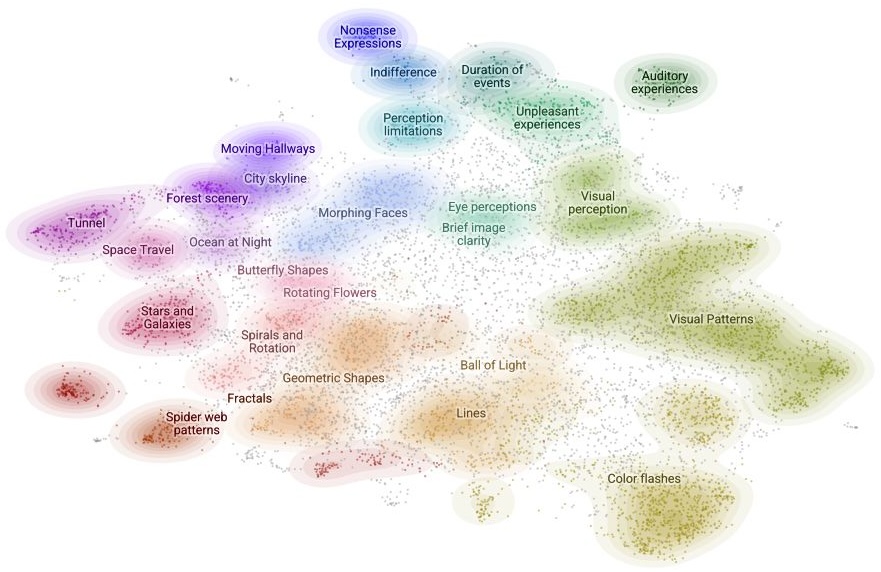 Nonsense
Expressions
Indifference
Duration of
events
Auditory
experiences
Perception
limitations
Unpleasant
experiences
Moving Hallways
City skyline
Forest scenery
Morphing Faces
Eye perceptions
Visual
perception
Tunnel
Brief image
clarity
Space Travel
Ocean at Night
Butterfly Shapes
Rotating Flowers
Stars and
Galaxies
Visual Patterns
Spirals and
Rotation
Ball of Light
Geometric Shapes
Fractals
Spider web
patterns
Lines
Color flashes